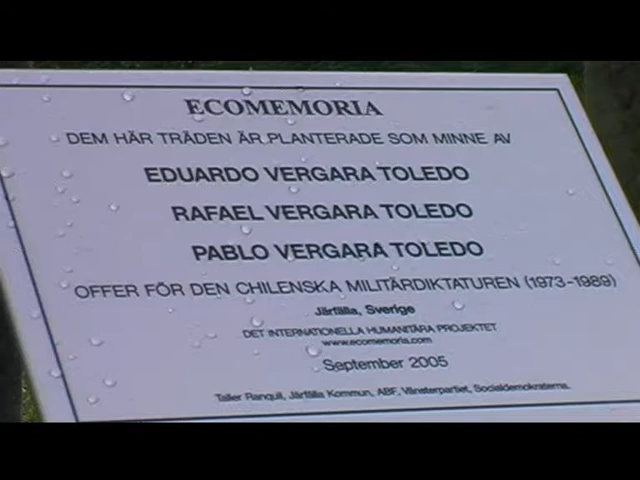 ECOMEMORIA
DEM HÄR TRÄDEN ÄR PLANTERADE SOM MINNE AV
EDUARDO VERGARA TOLEDO
RAFAEL VERGARA TOLEDO
PABLO VERGARA TOLEDO
OFFER FÖR DEN CHILENSKA MILITÄRDIKTATUREN (1973-1989)
Järfälla, Sverige
DET INTERNATIONELLA HUMANITÄRA PROJEKTET
www.ecomemoria.com
September 2005
Taller Ranquil, Järfälla Kommun, ABF, Vänsterpartiet, Socialdemokraterna.